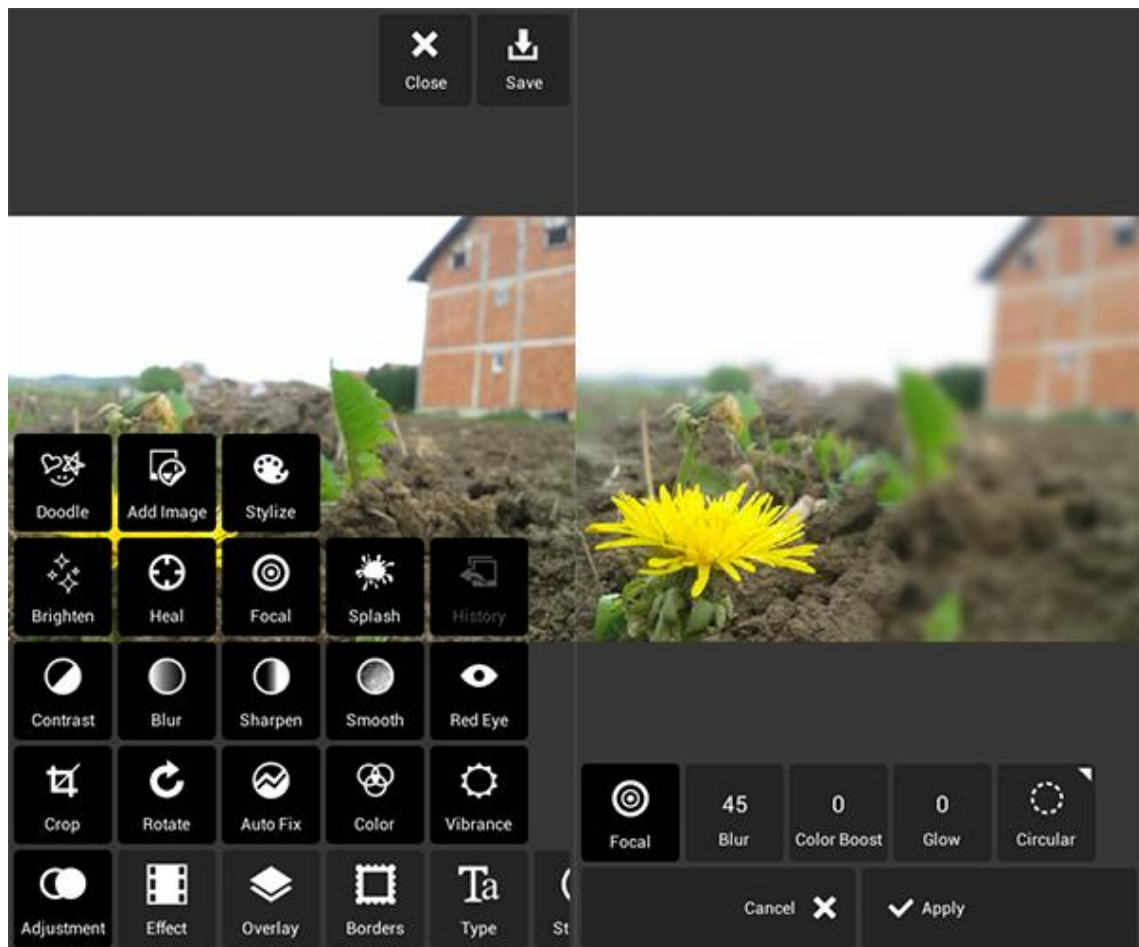 Close
Save
Doodle
Add Image
Stylize
Brighten
Heal
Focal
Splash
History
Contrast
Blur
Sharpen
Smooth
Red Eye
Crop
Rotate
Auto Fix
Color
Vibrance
Adjustment
Effect
Overlay
Borders
Ta
Type
St
Focal
45
Blur
0
Color Boost
0
Glow
Circular
Cancel
Apply